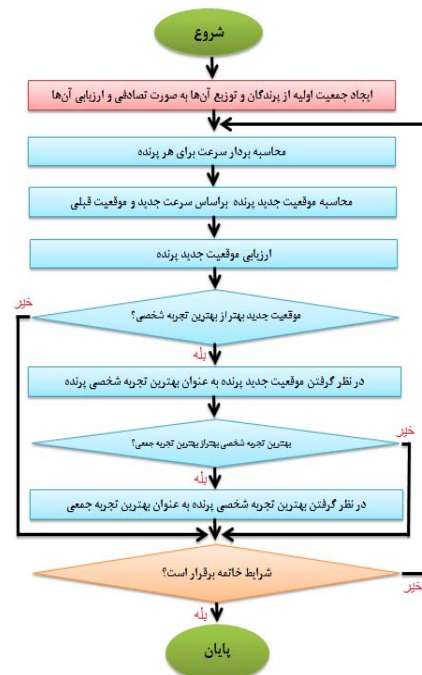 شروع
ایجاد جمعیت اولیه از پرندگان و توزیع آن‌ها به صورت تصادفی و ارزیابی آن‌ها
محاسبه بردار سرعت برای هر پرنده
محاسبه موقعیت جدید پرنده براساس سرعت جدید و موقعیت قبلی
ارزیابی موقعیت جدید پرنده
خیر
موقعیت جدید بهتر از بهترین تجربه شخصی؟
بله
در نظر گرفتن موقعیت جدید پرنده به عنوان بهترین تجربه شخصی پرنده
خیر
بهترین تجربه شخصی بهتر از بهترین تجربه جمعی؟
بله
در نظر گرفتن بهترین تجربه شخصی پرنده به عنوان بهترین تجربه جمعی
شرایط خاتمه برقرار است؟
خیر
بله
پایان